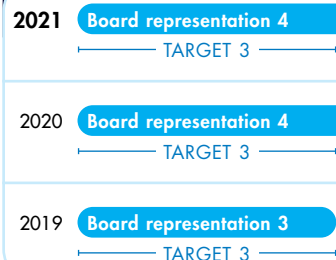 2021 Board representation 4
TARGET 3
2020 Board representation 4
TARGET 3
2019 Board representation 3
TARGET 3